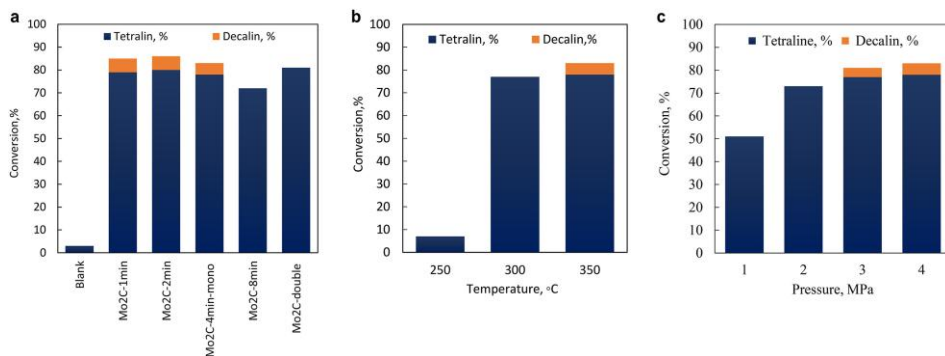 a
100
90
80
70
60
50
40
30
20
10
0
Conversion,%
Tetralin, %
Decalin, %
Blank
Mo2C-1min
Mo2C-2min
Mo2C-4min-mono
Mo2C-8min
Mo2C-double
b
100
90
80
70
60
50
40
30
20
10
0
Conversion,%
Tetralin, %
Decalin,%
250
300
350
Temperature, ◦C
c
100
90
80
70
60
50
40
30
20
10
0
Conversion, %
Tetraline, %
Decalin, %
1
2
3
4
Pressure, MPa